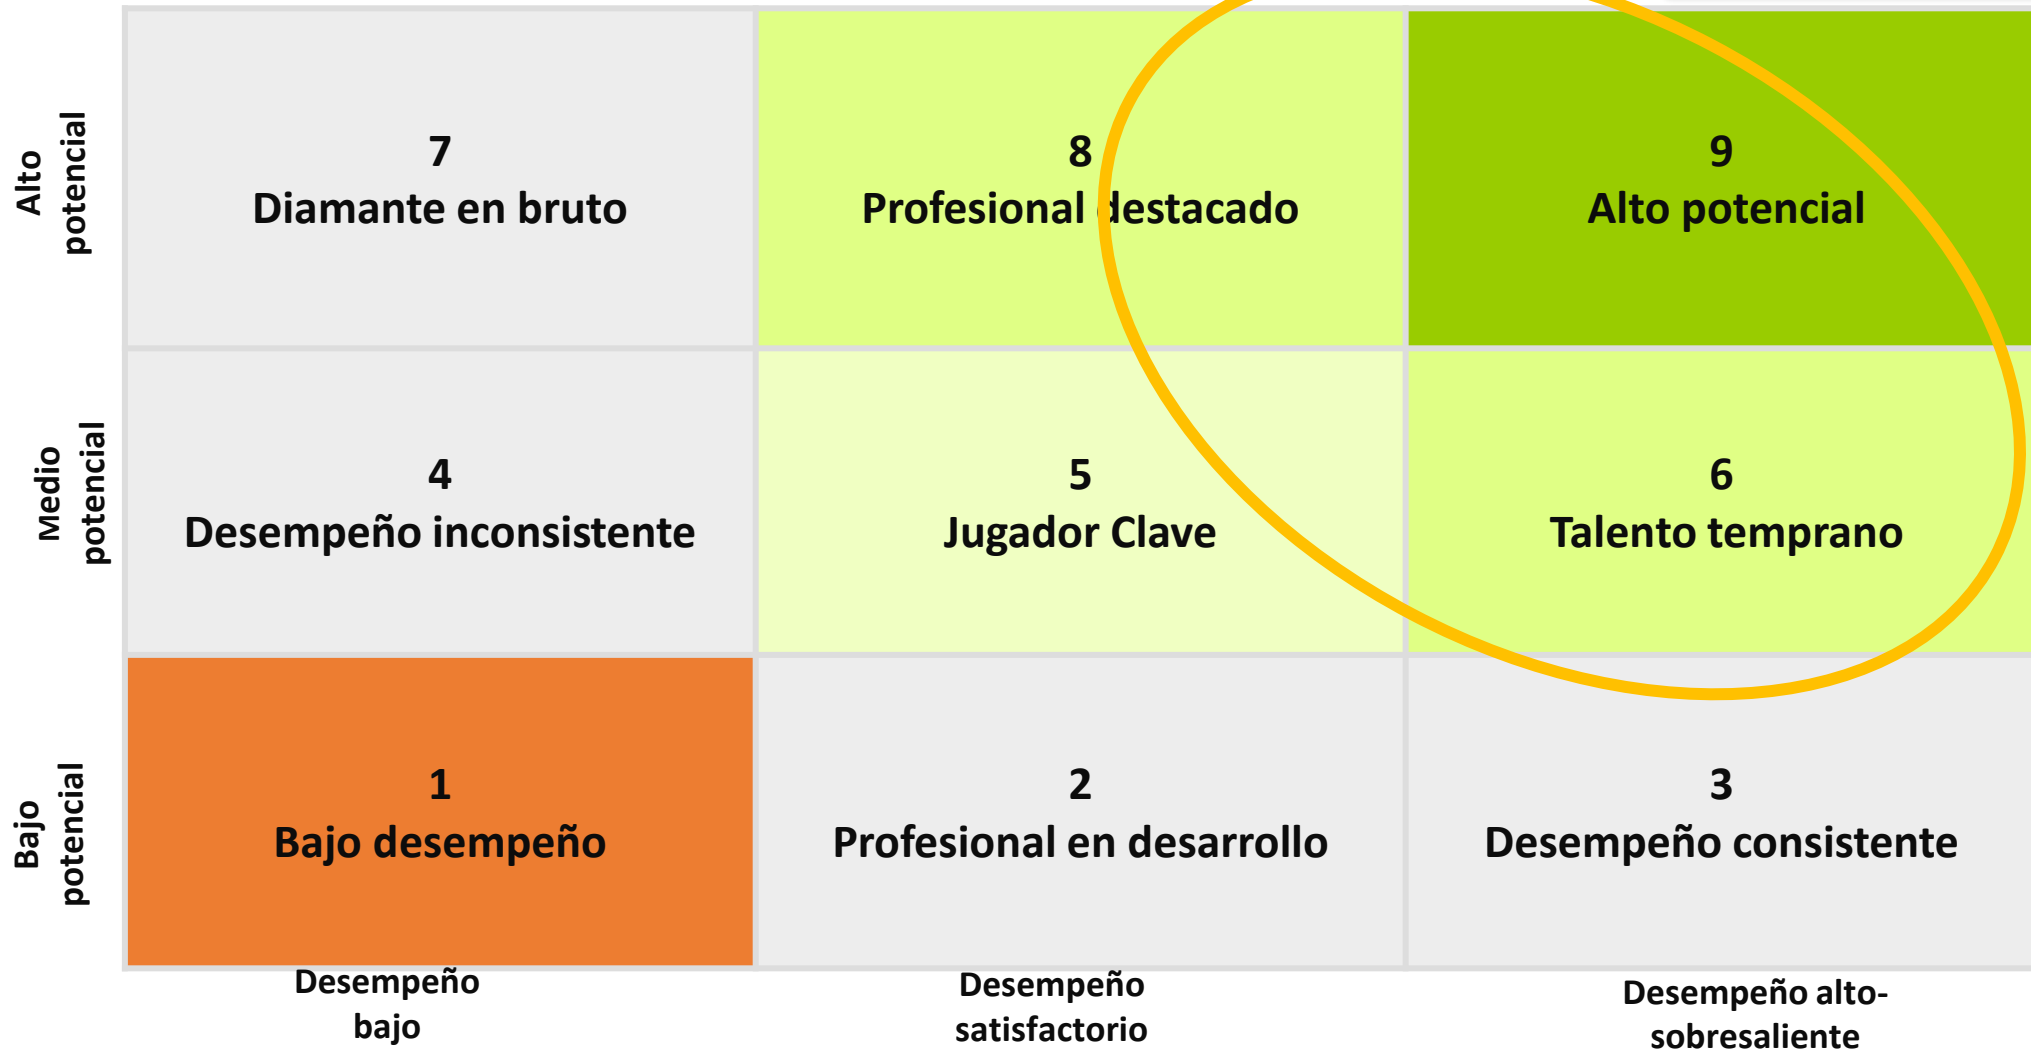 Alto
potencial
7
Diamante en bruto
8
Profesional destacado
9
Alto potencial
Medio
potencial
4
Desempeño inconsistente
5
Jugador Clave
6
Talento temprano
Bajo
potencial
1
Bajo desempeño
2
Profesional en desarrollo
3
Desempeño consistente
Desempeño
bajo
Desempeño
satisfactorio
Desempeño alto-
sobresaliente